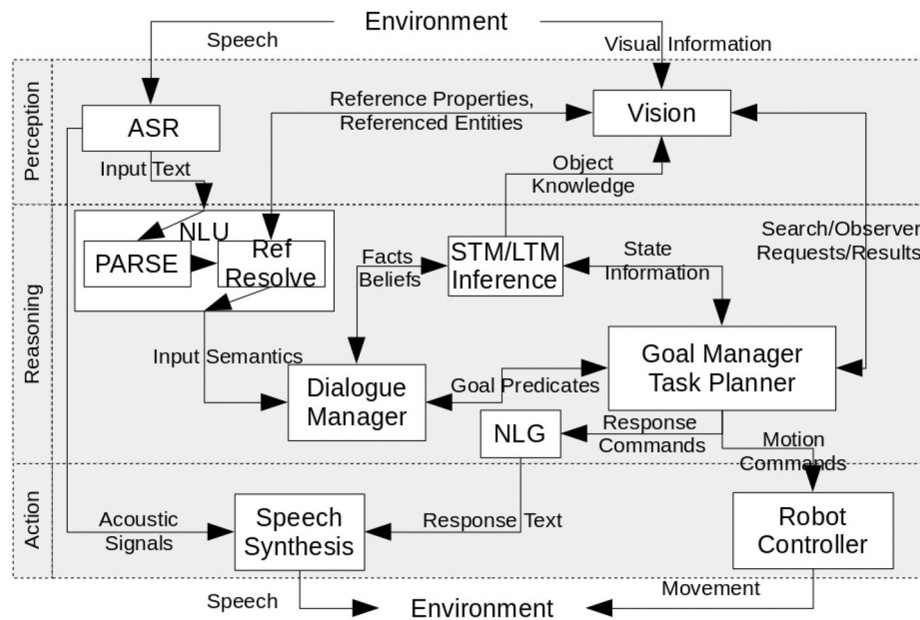 Environment
Speech
Visual Information
Perception
ASR
Reference Properties,
Referenced Entities
Vision
Input Text
Object
Knowledge
Reasoning
NLU
PARSE
Ref
Resolve
Facts
Beliefs
STM/LTM
Inference
State
Information
Search/Observer
Requests/Results
Input Semantics
Dialogue
Manager
Goal Predicates
Goal Manager
Task Planner
NLG
Response
Commands
Motion
Commands
Action
Acoustic
Signals
Speech
Synthesis
Response Text
Robot
Controller
Speech
Environment
Movement